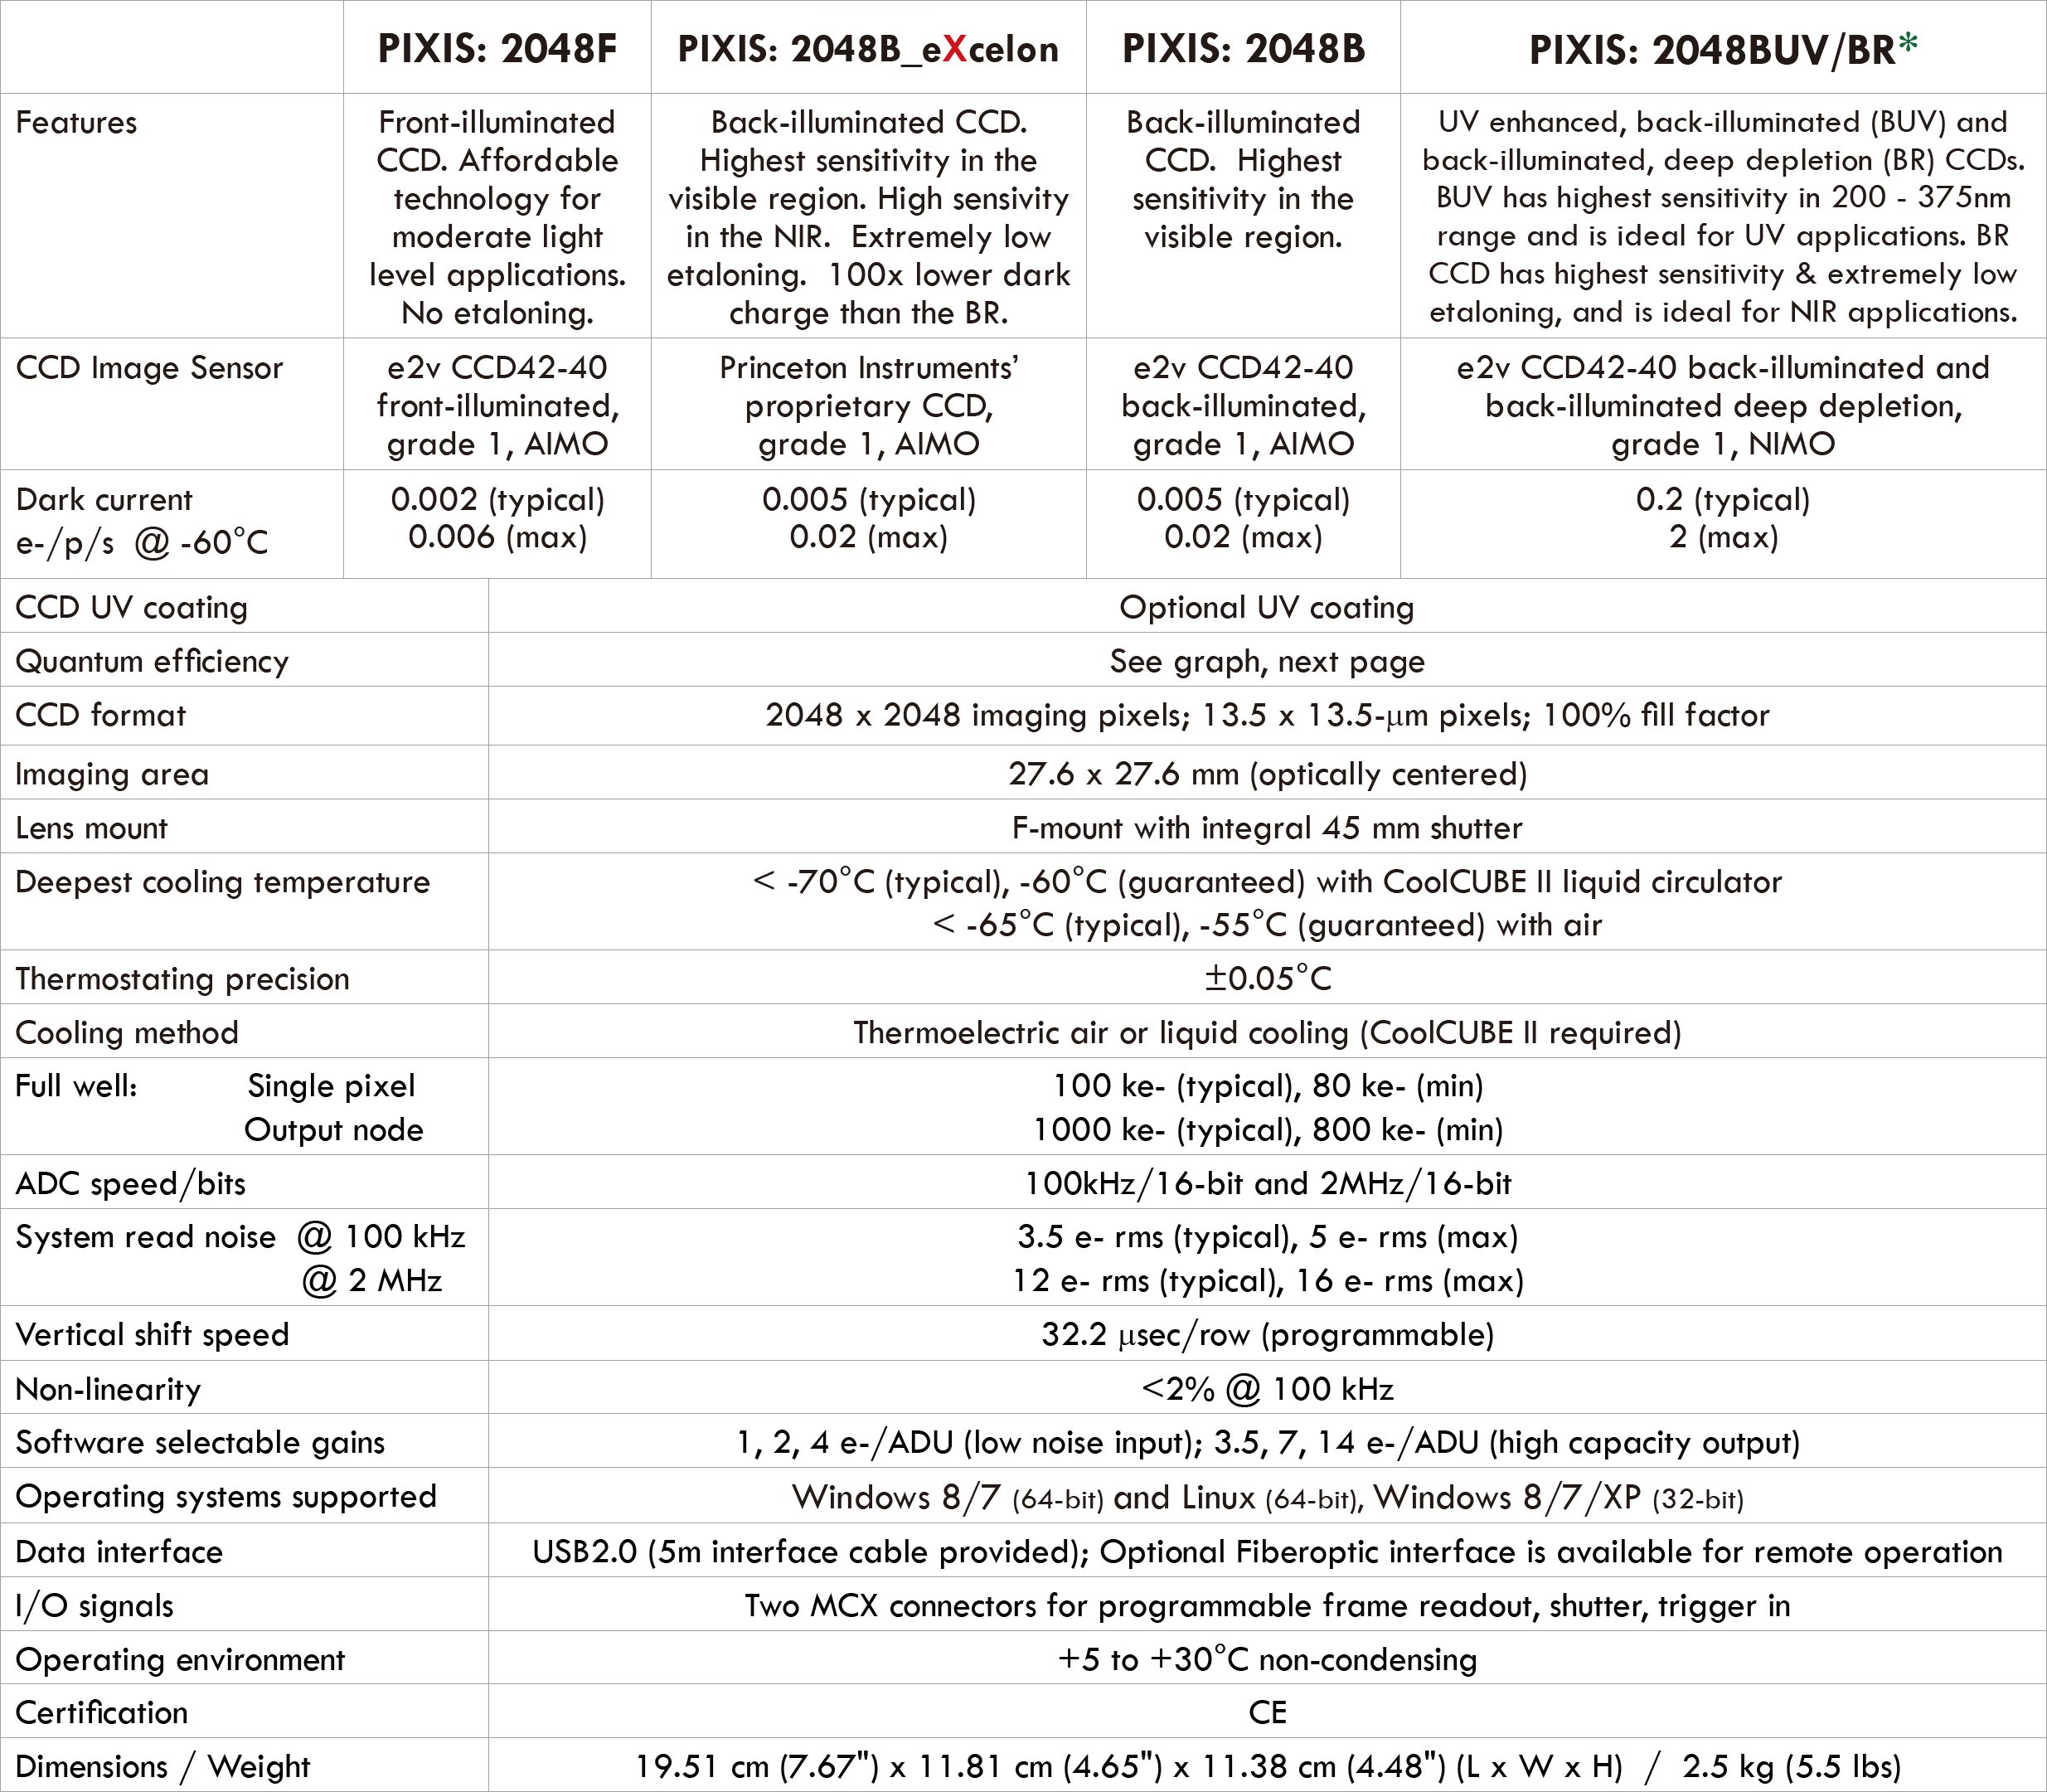 PIXIS: 2048F
PIXIS: 2048B_eXcelon
PIXIS: 2048B
PIXIS: 2048BUV/BR*
Features
Front-illuminated
CCD. Affordable
technology for
moderate light
level applications.
No etaloning.
Back-illuminated CCD.
Highest sensitivity in the
visible region. High sensivity
in the NIR.  Extremely low
etaloning.  100x lower dark
charge than the BR.
Back-illuminated
CCD.  Highest
sensitivity in the
visible region.
UV enhanced, back-illuminated (BUV) and
back-illuminated, deep depletion (BR) CCDs.
BUV has highest sensitivity in 200 - 375nm
range and is ideal for UV applications. BR
CCD has highest sensitivity & extremely low
etaloning, and is ideal for NIR applications.
CCD Image Sensor
e2v CCD42-40
front-illuminated,
grade 1, AIMO
Princeton Instruments’
proprietary CCD,
grade 1, AIMO
e2v CCD42-40
back-illuminated,
grade 1, AIMO
e2v CCD42-40 back-illuminated and
back-illuminated deep depletion,
grade 1, NIMO
Dark current
e-/p/s  @ -60°C
0.002 (typical)
0.006 (max)
0.005 (typical)
0.02 (max)
0.005 (typical)
0.02 (max)
0.2 (typical)
2 (max)
CCD UV coating
Optional UV coating
Quantum efficiency
See graph, next page
CCD format
2048 x 2048 imaging pixels; 13.5 x 13.5-µm pixels; 100% fill factor
Imaging area
27.6 x 27.6 mm (optically centered)
Lens mount
F-mount with integral 45 mm shutter
Deepest cooling temperature
< -70°C (typical), -60°C (guaranteed) with CoolCUBE II liquid circulator
< -65°C (typical), -55°C (guaranteed) with air
Thermostating precision
±0.05°C
Cooling method
Thermoelectric air or liquid cooling (CoolCUBE II required)
Full well: Single pixel
100 ke- (typical), 80 ke- (min)
Output node
1000 ke- (typical), 800 ke- (min)
ADC speed/bits
100kHz/16-bit and 2MHz/16-bit
System read noise  @ 100 kHz
3.5 e- rms (typical), 5 e- rms (max)
@ 2 MHz
12 e- rms (typical), 16 e- rms (max)
Vertical shift speed
32.2 µsec/row (programmable)
Non-linearity
<2% @ 100 kHz
Software selectable gains
1, 2, 4 e-/ADU (low noise input); 3.5, 7, 14 e-/ADU (high capacity output)
Operating systems supported
Windows 8/7 (64-bit) and Linux (64-bit), Windows 8/7/XP (32-bit)
Data interface
USB2.0 (5m interface cable provided); Optional Fiberoptic interface is available for remote operation
I/O signals
Two MCX connectors for programmable frame readout, shutter, trigger in
Operating environment
+5 to +30°C non-condensing
Certification
CE
Dimensions / Weight
19.51 cm (7.67") x 11.81 cm (4.65") x 11.38 cm (4.48") (L x W x H)  /  2.5 kg (5.5 lbs)